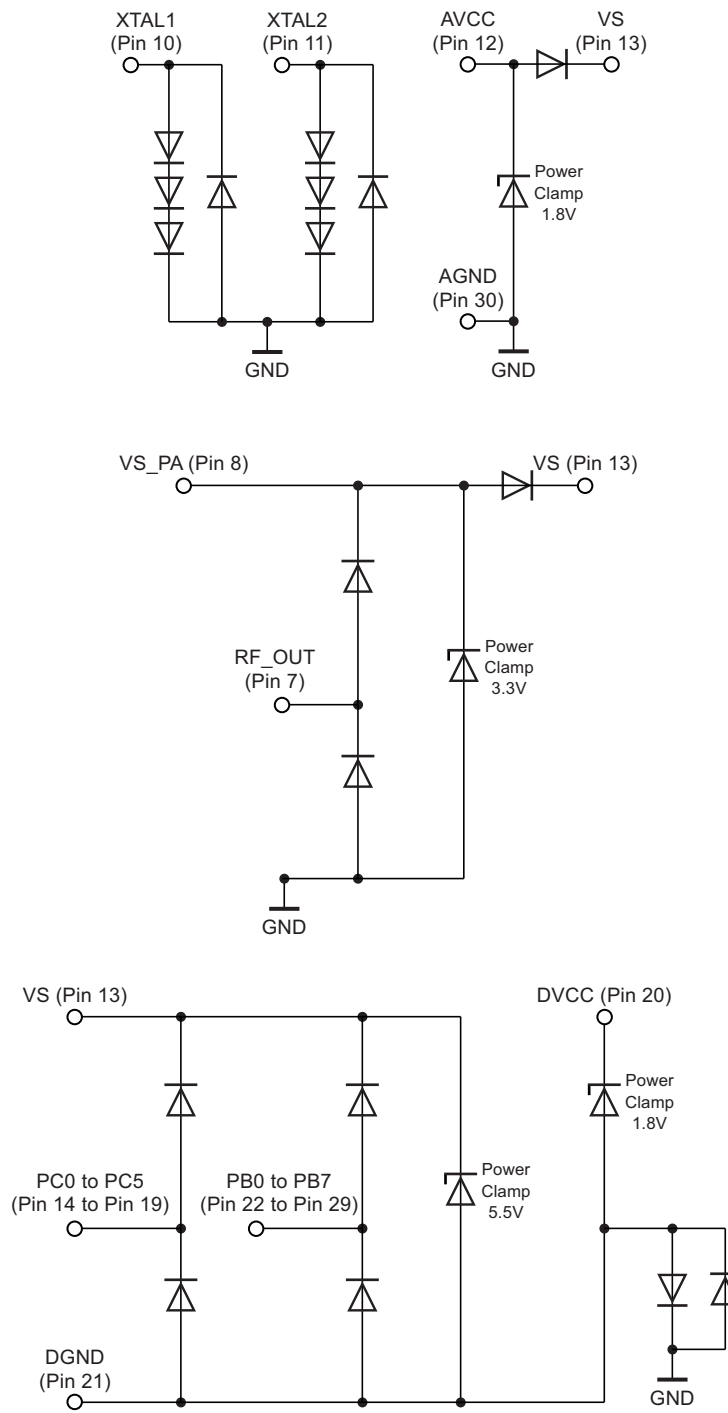 XTAL1
(Pin 10)
XTAL2
(Pin 11)
AVCC
(Pin 12)
VS
(Pin 13)
Power
Clamp
1.8V
AGND
(Pin 30)
GND
GND
VS_PA (Pin 8)
VS (Pin 13)
RF_OUT
(Pin 7)
Power
Clamp
3.3V
GND
VS (Pin 13)
DVCC (Pin 20)
Power
Clamp
1.8V
PC0 to PC5
(Pin 14 to Pin 19)
PB0 to PB7
(Pin 22 to Pin 29)
Power
Clamp
5.5V
DGND
(Pin 21)
GND